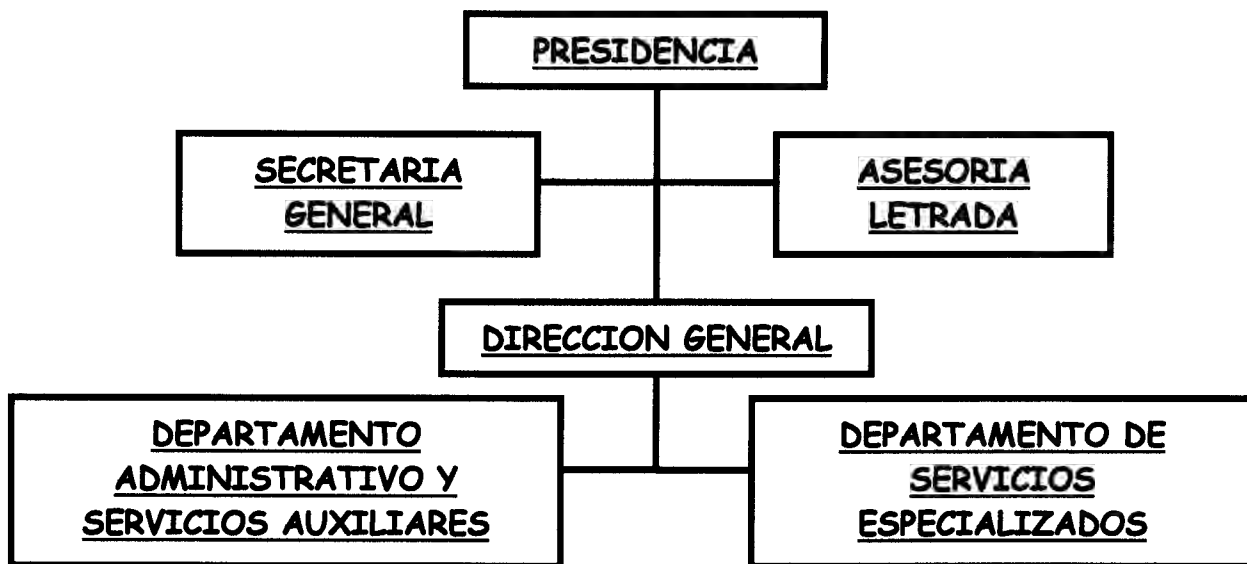 PRESIDENCIA
SECRETARIA
GENERAL
ASESORIA
LETRADA
DIRECCION GENERAL
DEPARTAMENTO
ADMINISTRATIVO Y
SERVICIOS AUXILIARES
DEPARTAMENTO DE
SERVICIOS
ESPECIALIZADOS